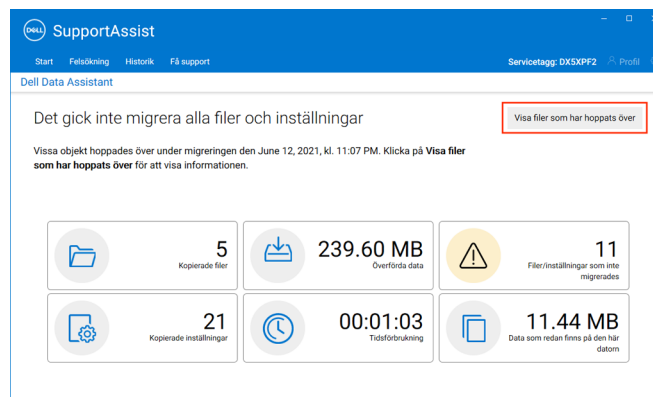 DELL SupportAssist
Start Felsökning Historik Få support Servicetagg: DX5XPF2 Profil
Dell Data Assistant
Det gick inte migrera alla filer och inställningar
Visa filer som har hoppats över
Vissa objekt hoppades över under migreringen den June 12, 2021, kl. 11:07 PM. Klicka på Visa filer
som har hoppats över för att visa informationen.
5
Kopierade filer
239.60 MB
Överförda data
11
Filer/inställningar som inte
migrerades
21
Kopierade inställningar
00:01:03
Tidsförbrukning
11.44 MB
Data som redan finns på den här
datorn